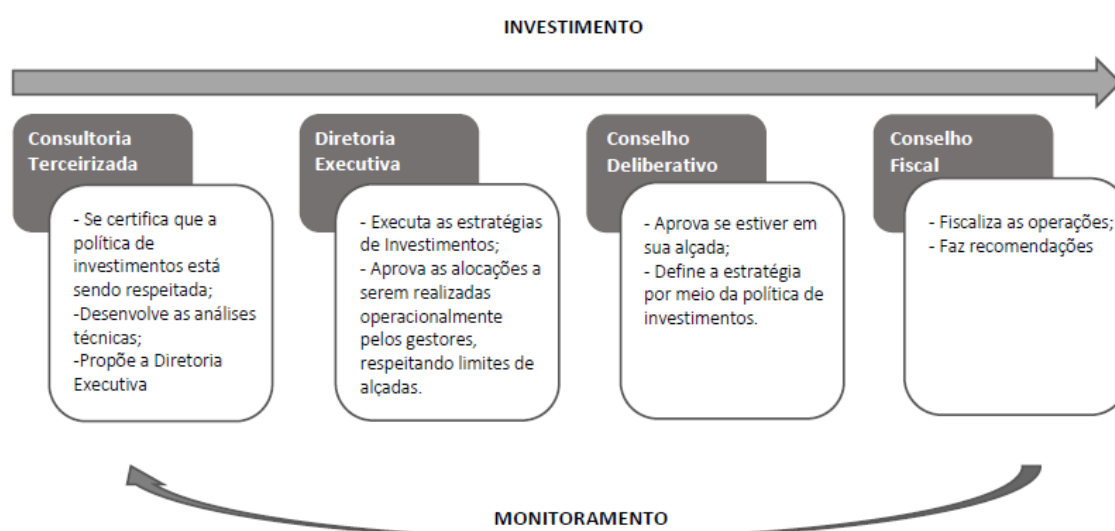 INVESTIMENTO
Consultoria
Terceirizada
- Se certifica que a
política de
investimentos está
sendo respeitada;
-Desenvolve as análises
técnicas;
-Propõe a Diretoria
Executiva
Diretoria
Executiva
- Executa as estratégias
de Investimentos;
- Aprova as alocações a
serem realizadas
operacionalmente
pelos gestores,
respeitando limites de
alçadas.
Conselho
Deliberativo
- Aprova se estiver em
sua alçada;
- Define a estratégia
por meio da política de
investimentos.
Conselho
Fiscal
- Fiscaliza as operações;
- Faz recomendações
MONITORAMENTO